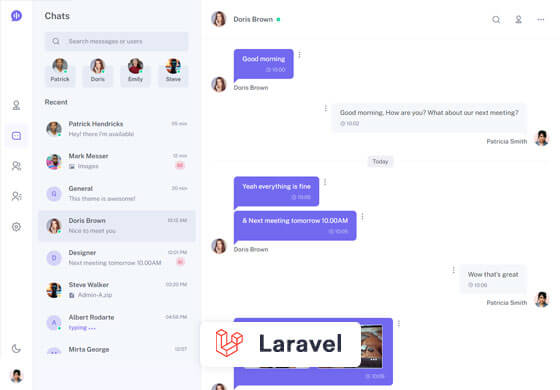 Chats
Search messages or users
Patrick
Doris
Emily
Steve
Recent
Patrick Hendricks
05 min
Hey! there I'm available
Mark Messer
12 min
Images
02
General
20 min
This theme is awesome!
Doris Brown
10:12 AM
Nice to meet you
Designer
12:01 PM
Next meeting tomorrow 10.00AM
Steve Walker
03:20 PM
Admin-A.zip
Albert Rodarte
04:56 PM
typing
Mirta George
Doris Brown
Good morning
10:00
Doris Brown
Good morning, How are you? What about our next meeting?
10:02
Patricia Smith
Today
Yeah everything is fine
10:05
& Next meeting tomorrow 10.00AM
10:05
Doris Brown
Wow that's great
10:06
Patricia Smith
Laravel